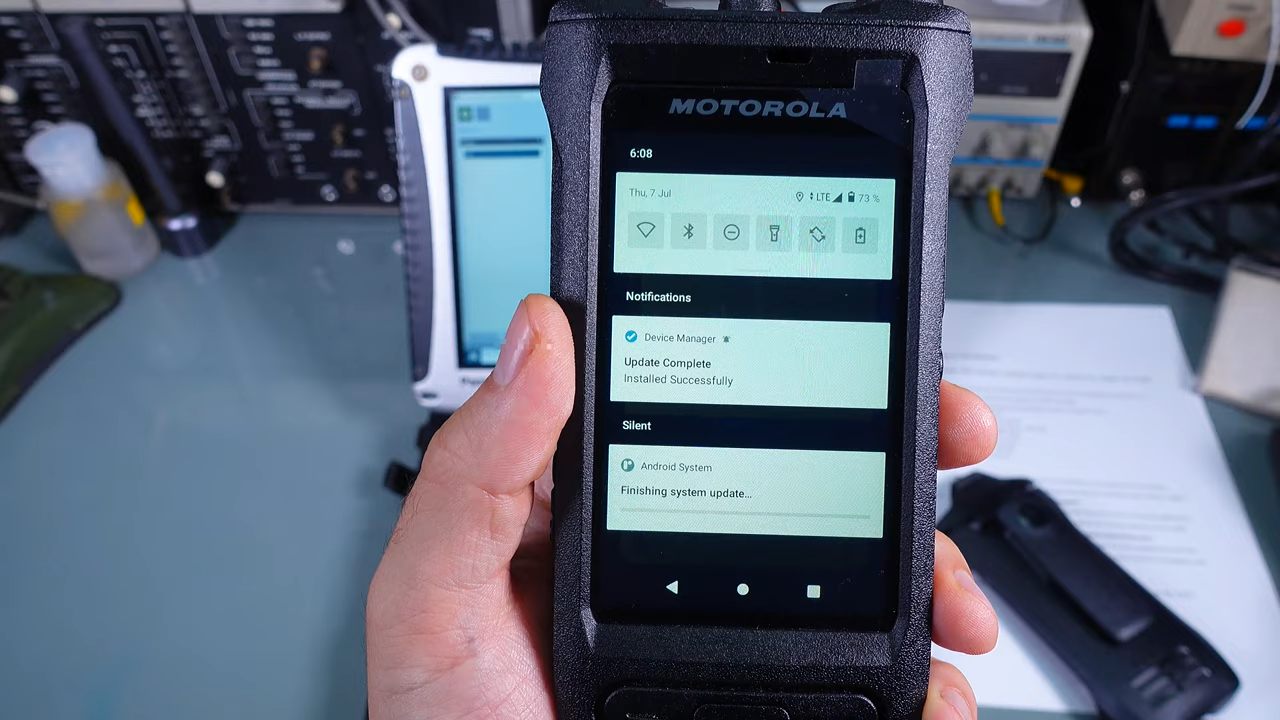 MOTOROLA
6:08
Thu, 7 Jul
LTE
73 %
Notifications
Device Manager
Update Complete
Installed Successfully
Silent
Android System
Finishing system update...